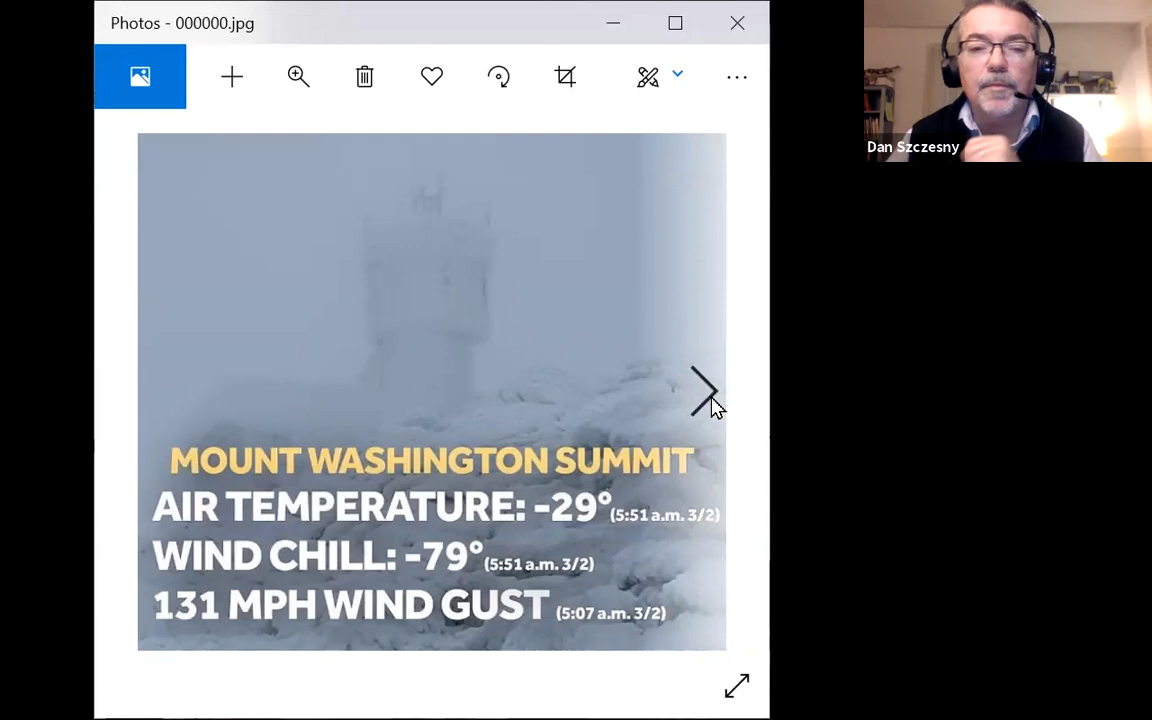 Photos - 000000.jpg
Dan Szczesny
MOUNT WASHINGTON SUMMIT
AIR TEMPERATURE: -29° (5:51 a.m. 3/2)
WIND CHILL: -79° (5:51 a.m. 3/2)
131 MPH WIND GUST (5:07 a.m. 3/2)